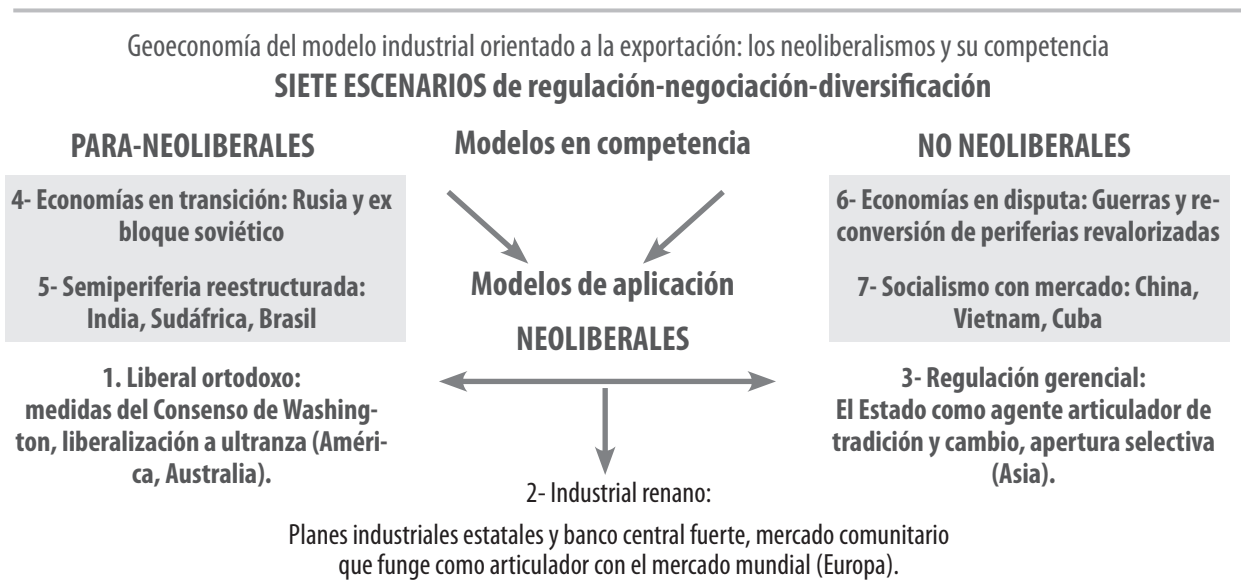 Geoeconomía del modelo industrial orientado a la exportación: los neoliberalismos y su competencia
SIETE ESCENARIOS de regulación-negociación-diversificación
PARA-NEOLIBERALES
Modelos en competencia
NO NEOLIBERALES
4- Economías en transición: Rusia y ex
bloque soviético
5- Semiperiferia reestructurada:
India, Sudáfrica, Brasil
6- Economías en disputa: Guerras y re-
conversión de periferias revalorizadas
7- Socialismo con mercado: China,
Vietnam, Cuba
Modelos de aplicación
NEOLIBERALES
1. Liberal ortodoxo:
medidas del Consenso de Washing-
ton, liberalización a ultranza (Améri-
ca, Australia).
3- Regulación gerencial:
El Estado como agente articulador de
tradición y cambio, apertura selectiva
(Asia).
2- Industrial renano:
Planes industriales estatales y banco central fuerte, mercado comunitario
que funge como articulador con el mercado mundial (Europa).